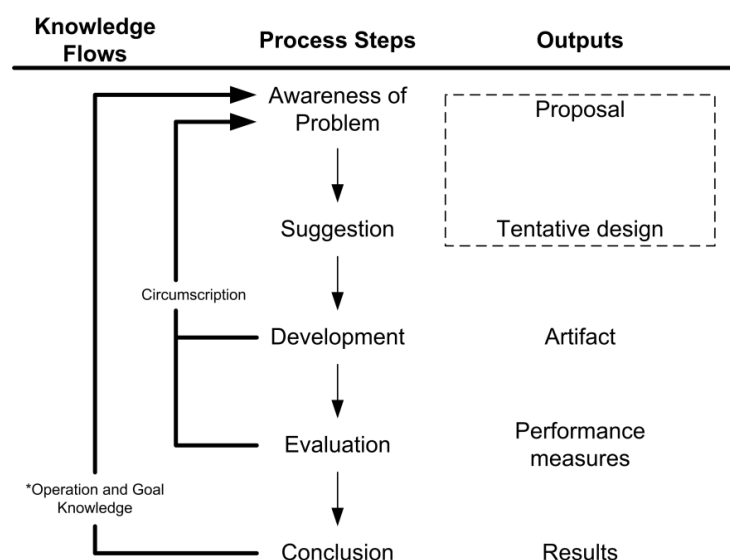 Knowledge
Flows
Process Steps
Outputs
Awareness of
Problem
Proposal
Suggestion
Tentative design
Circumscription
Development
Artifact
Evaluation
Performance
measures
*Operation and Goal
Knowledge
Conclusion
Results